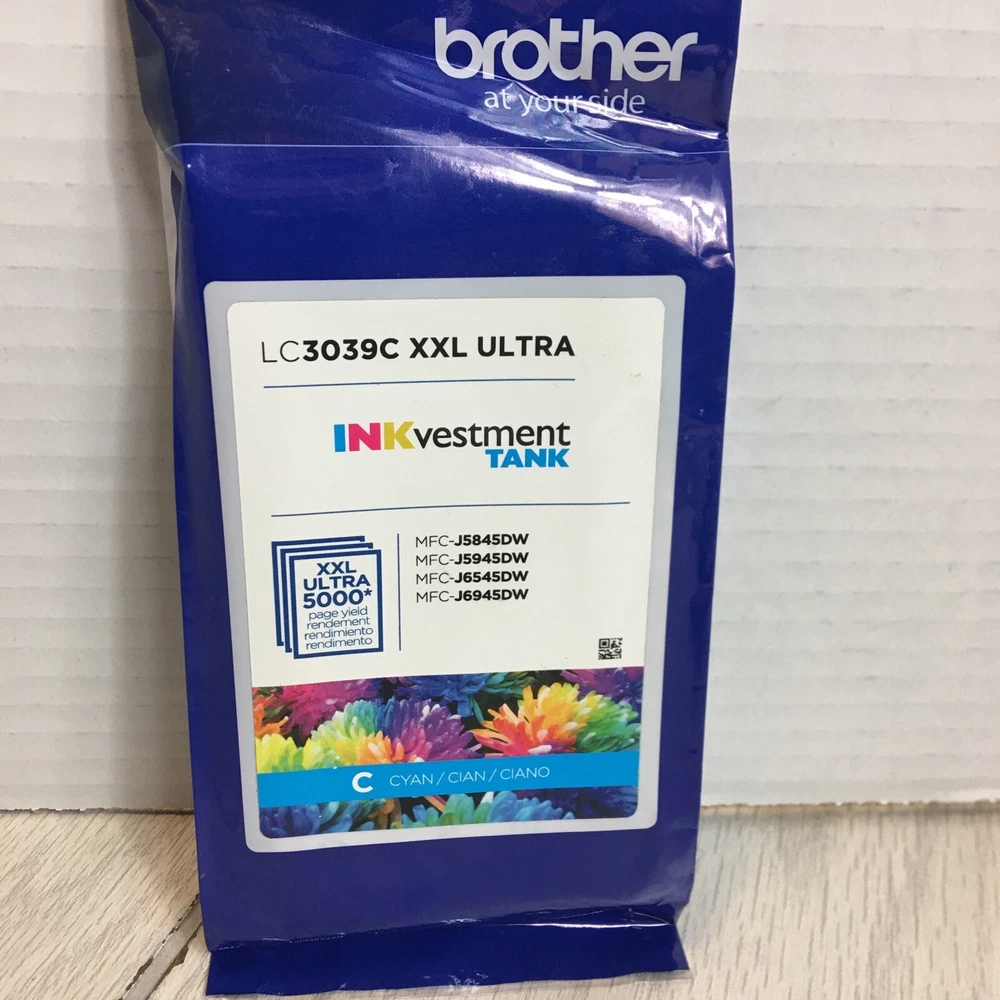 brother
at your side
LC3039C XXL ULTRA
INKvestment
TANK
XXL
ULTRA
5000*
page yield
rendement
rendimiento
rendimento
MFC-J5845DW
MFC-J5945DW
MFC-J6545DW
MFC-J6945DW
C CYAN / CIAN / CIANO